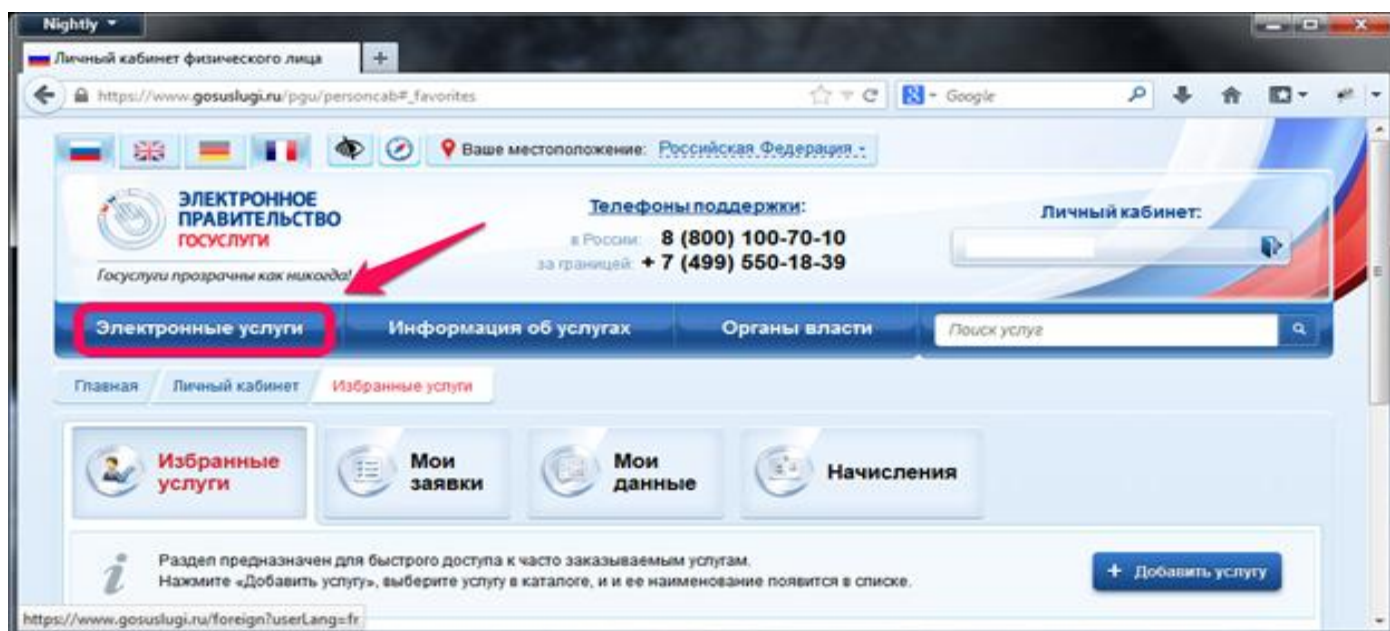 Nightly
Личный кабинет физического лица
https://www.gosuslugi.ru/pgu/personcab#_favorites
Google
Ваше местоположение: Российская Федерация
ЭЛЕКТРОННОЕ
ПРАВИТЕЛЬСТВО
ГОСУСЛУГИ
Госуслуги прозрачны как никогда!
Телефоны поддержки:
в России: 8 (800) 100-70-10
за границей: + 7 (499) 550-18-39
Личный кабинет:
Электронные услуги
Информация об услугах
Органы власти
Поиск услуг
Главная
Личный кабинет
Избранные услуги
Избранные
услуги
Мои
заявки
Мои
данные
Начисления
Раздел предназначен для быстрого доступа к часто заказываемым услугам.
Нажмите «Добавить услугу», выберите услугу в каталоге, и и ее наименование появится в списке.
+ Добавить услугу
https://www.gosuslugi.ru/foreign?userLang=fr